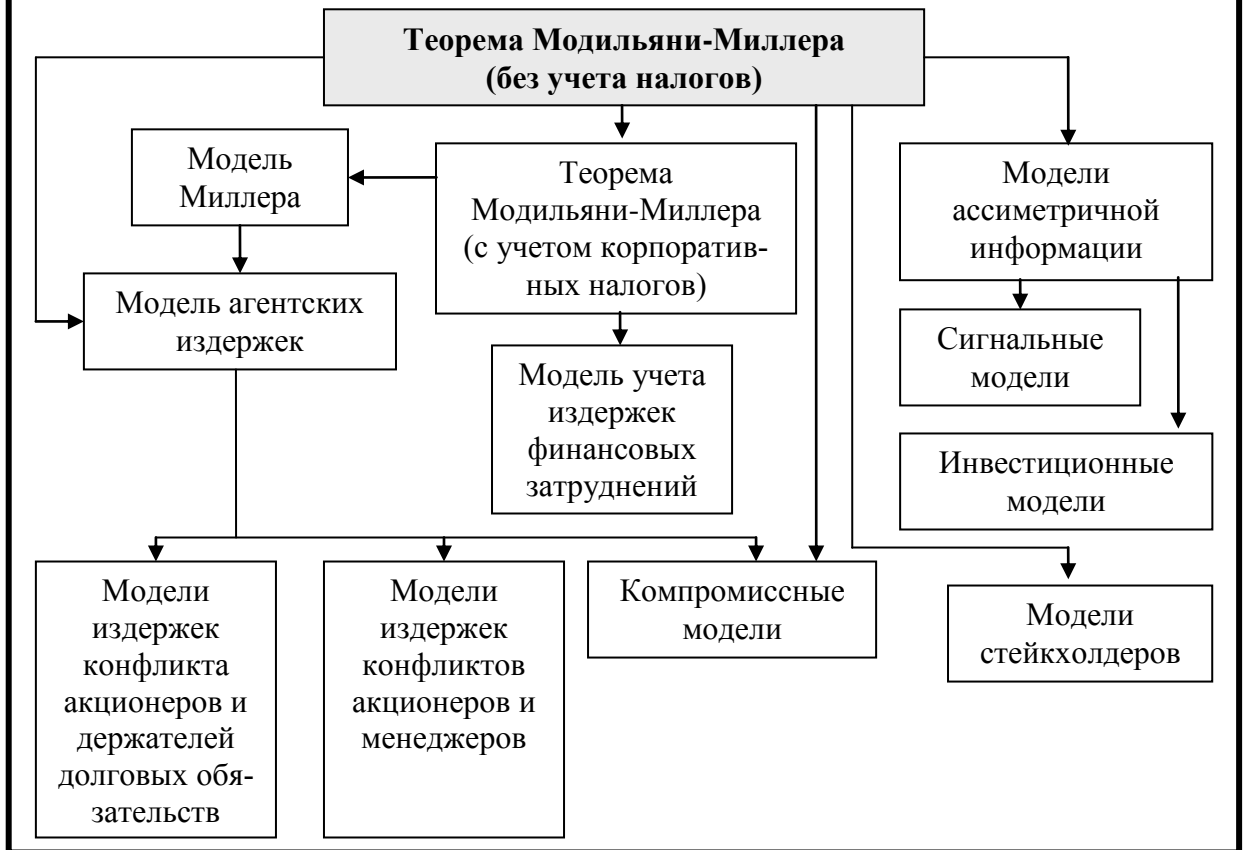 Теорема Модильяни-Миллера
(без учета налогов)
Модель
Миллера
Теорема
Модильяни-Миллера
(с учетом корпоратив-
ных налогов)
Модели
ассиметричной
информации
Модель агентских
издержек
Сигнальные
модели
Модель учета
издержек
финансовых
затруднений
Инвестиционные
модели
Модели
издержек
конфликта
акционеров и
держателей
долговых обя-
зательств
Модели
издержек
конфликтов
акционеров и
менеджеров
Компромиссные
модели
Модели
стейкхолдеров